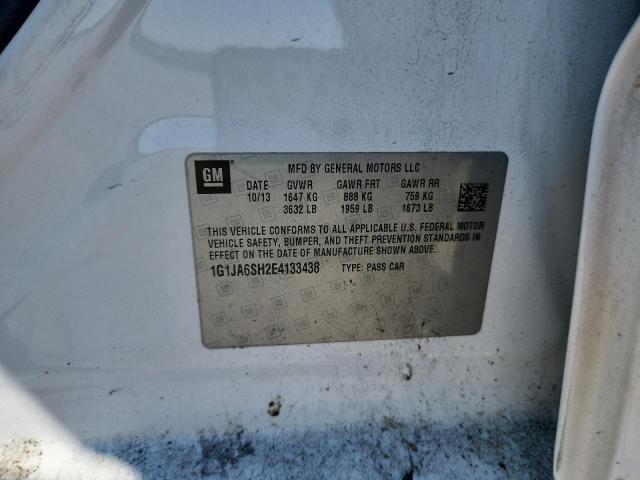 GM
MFD BY GENERAL MOTORS LLC
DATE GVWR GAWR FRT GAWR RR
10/13 1647 KG 888 KG 759 KG
3632 LB 1959 LB 1673 LB
THIS VEHICLE CONFORMS TO ALL APPLICABLE U.S. FEDERAL MOTOR
VEHICLE SAFETY, BUMPER, AND THEFT PREVENTION STANDARDS
IN EFFECT ON THE DATE OF MANUFACTURE SHOWN ABOVE.
1G1JA6SH2E4133438 TYPE: PASS CAR